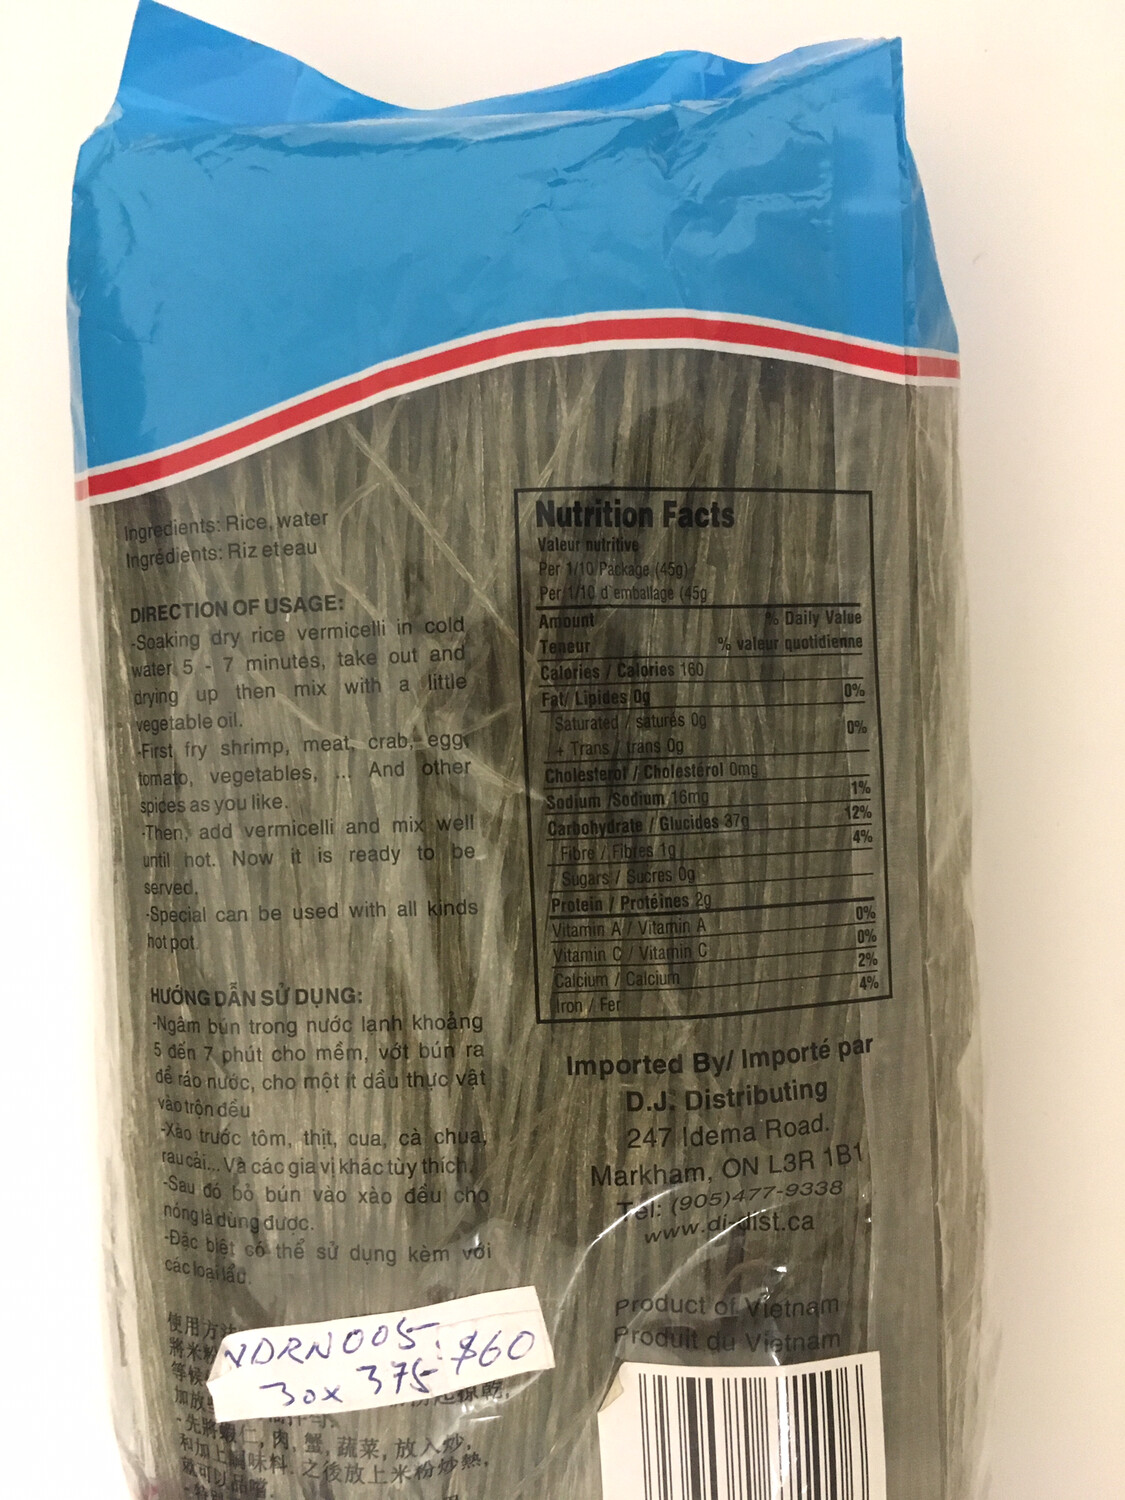 Ingredients: Rice, water
Ingrédients: Riz et eau
DIRECTION OF USAGE:
-Soaking dry rice vermicelli in cold
water 5 - 7 minutes, take out and
drying up then mix with a little
vegetable oil.
-First fry shrimp, meat, crab, egg,
tomato, vegetables, ... And other
spices as you like.
-Then, add vermicelli and mix well
until hot. Now it is ready to be
served.
-Special can be used with all kinds
hot pot.
HƯỚNG DẪN SỬ DỤNG:
-Ngâm bún trong nước lạnh khoảng
5 đến 7 phút cho mềm, vớt bún ra
để ráo nước, cho một ít dầu thực vật
vào trộn đều
-Xào trước tôm, thịt, cua, cà chua,
rau cải... Và các gia vị khác tùy thích.
-Sau đó bỏ bún vào xào đều cho
nóng là dùng được.
-Đặc biệt có thể sử dụng kèm với
các loại lẩu.
使用方法
將米粉
等候
加放
-先將蝦仁, 肉, 蟹, 蔬菜, 放入炒,
和加上調味料. 之後放上米粉炒熱,
就可以品嚐.
NDRN005: $60
30x 375
Nutrition Facts
Valeur nutritive
Per 1/10 Package (45g)
Per 1/10 d'emballage (45g
Amount % Daily Value
Teneur % valeur quotidienne
Calories / Calories 160
Fat/ Lipides 0g 0%
Saturated / saturés 0g 0%
+ Trans / trans 0g
Cholesterol / Cholestérol 0mg
Sodium /Sodium 16mg 1%
Carbohydrate / Glucides 37g 12%
Fibre / Fibres 1g 4%
Sugars / Sucres 0g
Protein / Protéines 2g
Vitamin A / Vitamin A 0%
Vitamin C / Vitamin C 0%
Calcium / Calcium 2%
Iron / Fer 4%
Imported By/ Importé par
D.J. Distributing
247 Idema Road.
Markham, ON L3R 1B1
Tel: (905)477-9338
www.dj-dist.ca
Product of Vietnam
Produit du Vietnam